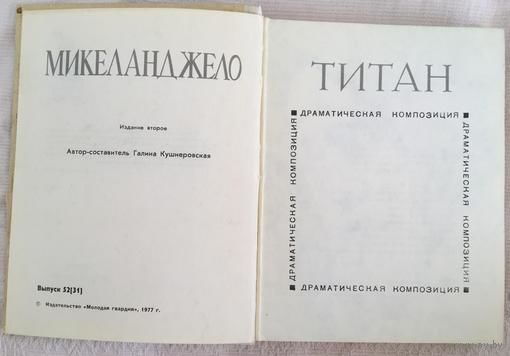 МИКЕЛАНДЖЕЛО
Издание второе
Автор-составитель Галина Кушнеровская
Выпуск 52[31]
© Издательство «Молодая гвардия», 1977 г.
ТИТАН
ДРАМАТИЧЕСКАЯ КОМПОЗИЦИЯ
ДРАМАТИЧЕСКАЯ КОМПОЗИЦИЯ
ДРАМАТИЧЕСКАЯ КОМПОЗИЦИЯ
ДРАМАТИЧЕСКАЯ КОМПОЗИЦИЯ